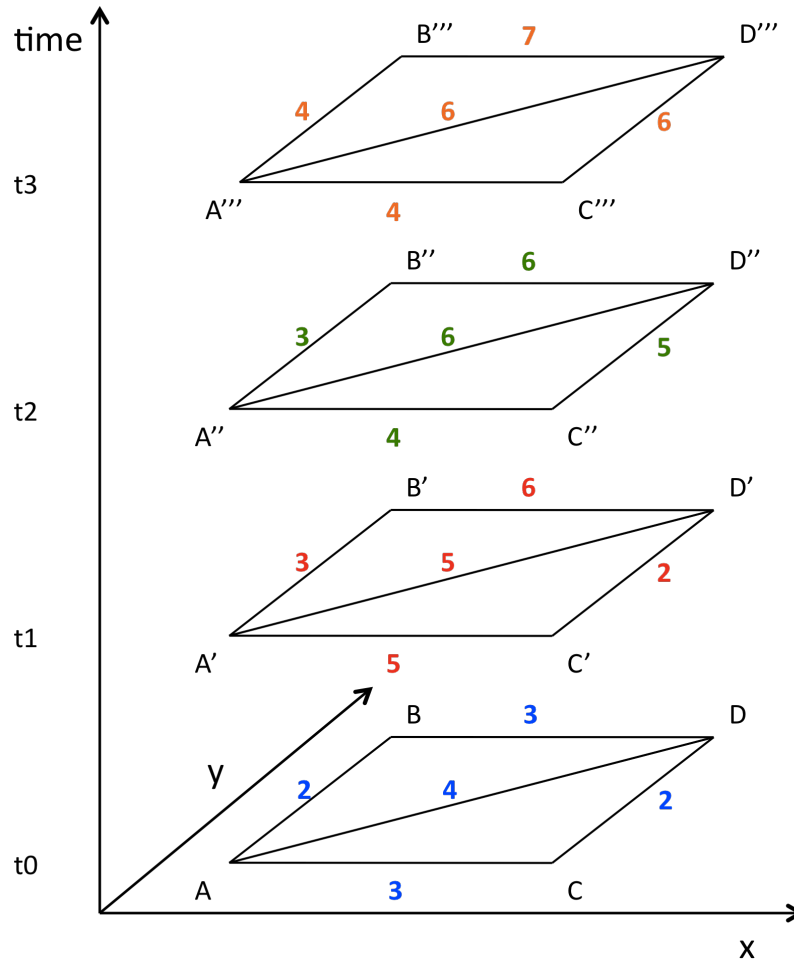 time
B’’’ 7 D’’’
4 6 6
t3
A’’’ 4 C’’’
B’’ 6 D’’
3 6 5
t2
A’’ 4 C’’
B’ 6 D’
3 5 2
t1
A’ 5 C’
B 3 D
y
2 4 2
t0
A 3 C
x